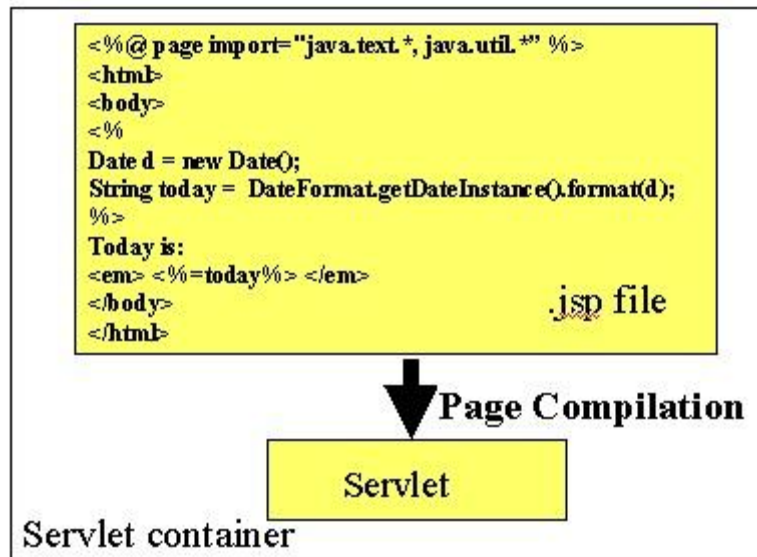 <%@ page import="java.text.*, java.util.*” %>
<html>
<body>
<%
Date d = new Date();
String today = DateFormat.getDateInstance().format(d);
%>
Today is:
<em> <%=today%> </em>
</body>
</html>
.jsp file
Page Compilation
Servlet
Servlet container